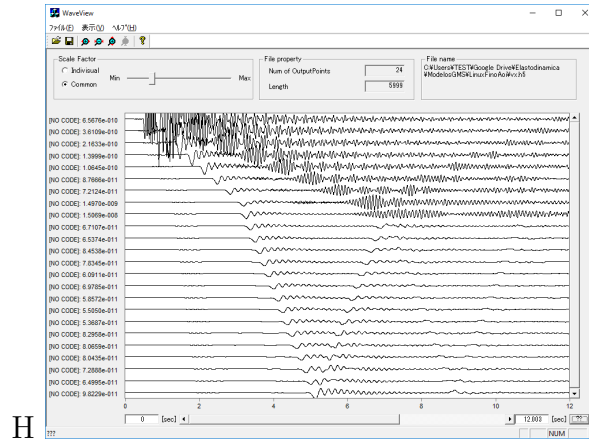 WaveView
ﾌｧｲﾙ(F) 表示(V) ﾍﾙﾌﾟ(H)
Scale Factor
Indivisual
Common
Min
Max
File property
Num of OutputPoints 24
Length 5999
File name
C:¥Users¥TEST¥Google Drive¥Elastodinamica
¥ModelosGMS¥LinuxFinoAoi¥vx.h5
[NO CODE]: 6.5676e-010
[NO CODE]: 3.6109e-010
[NO CODE]: 2.1633e-010
[NO CODE]: 1.3999e-010
[NO CODE]: 1.0645e-010
[NO CODE]: 8.7666e-011
[NO CODE]: 7.2124e-011
[NO CODE]: 1.4970e-009
[NO CODE]: 1.5969e-008
[NO CODE]: 6.7107e-011
[NO CODE]: 6.5374e-011
[NO CODE]: 8.4538e-011
[NO CODE]: 7.8345e-011
[NO CODE]: 6.0911e-011
[NO CODE]: 6.9785e-011
[NO CODE]: 5.8572e-011
[NO CODE]: 5.5050e-011
[NO CODE]: 5.3687e-011
[NO CODE]: 8.2958e-011
[NO CODE]: 8.0659e-011
[NO CODE]: 8.0435e-011
[NO CODE]: 7.2888e-011
[NO CODE]: 6.4995e-011
[NO CODE]: 9.8229e-011
0 2 4 6 8 10 12
0 [sec] 12.003 [sec] ??
??? NUM
H